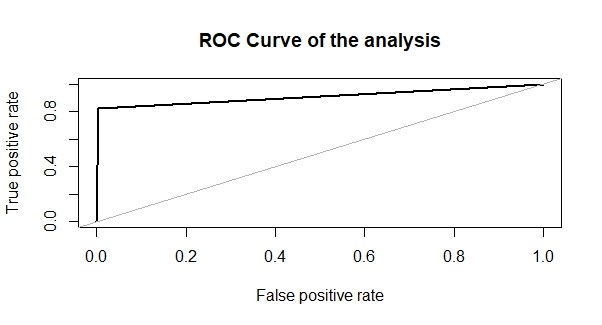 ROC Curve of the analysis
True positive rate
0.8
0.4
0.0
0.0 0.2 0.4 0.6 0.8 1.0
False positive rate